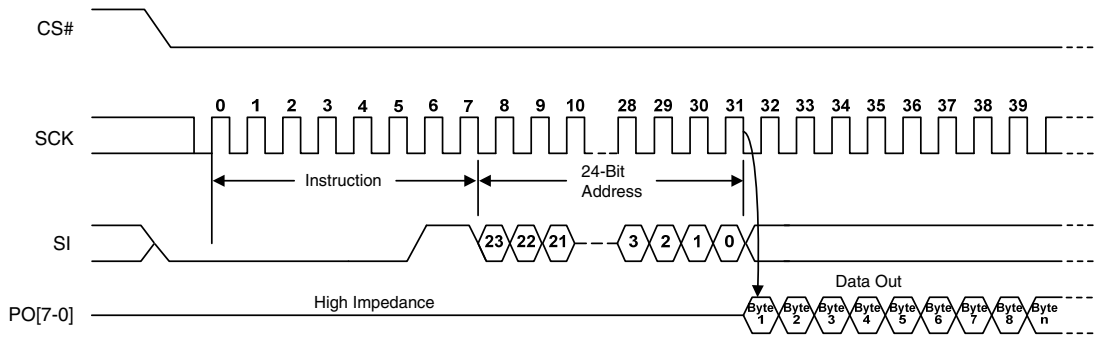 CS#
0 1 2 3 4 5 6 7 8 9 10 28 29 30 31 32 33 34 35 36 37 38 39
SCK
Instruction
24-Bit
Address
SI
23 22 21 3 2 1 0
Data Out
High Impedance
PO[7-0]
Byte 1 Byte 2 Byte 3 Byte 4 Byte 5 Byte 6 Byte 7 Byte 8 Byte n